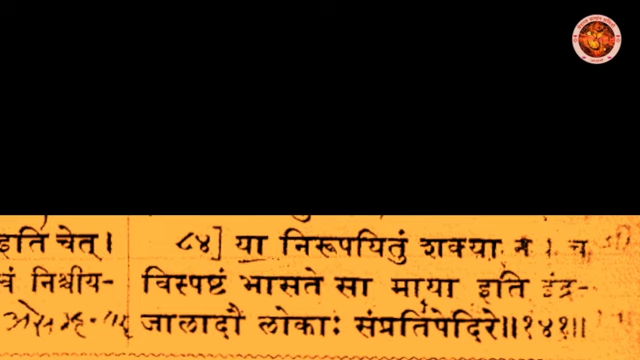 इति चेत्।
वं निश्चीय-
८४] या निरूपयितुं शक्या न । च
विस्पष्टं भासते सा माया इति इंद्र-
जालादौ लोकाः संप्रतिपेदिरे॥१४१॥